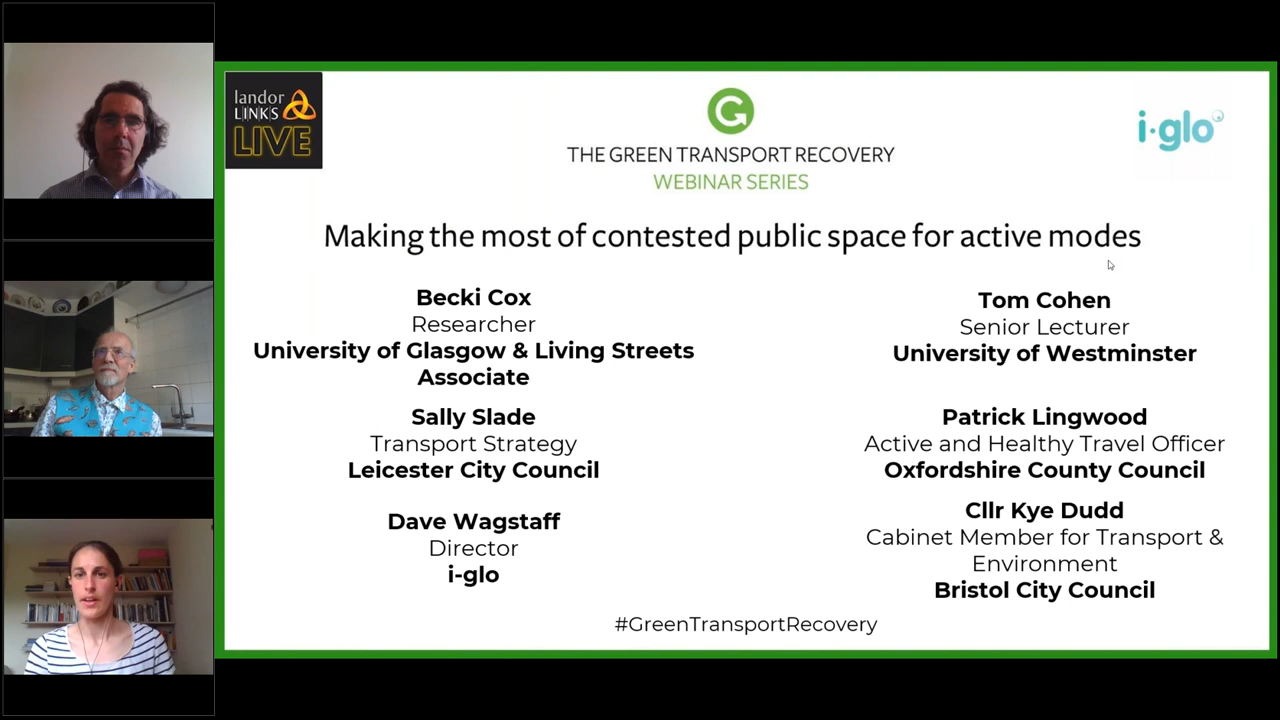 landor
LINKS
LIVE
G
i-glo
THE GREEN TRANSPORT RECOVERY
WEBINAR SERIES
Making the most of contested public space for active modes
Becki Cox
Researcher
University of Glasgow & Living Streets
Associate
Tom Cohen
Senior Lecturer
University of Westminster
Sally Slade
Transport Strategy
Leicester City Council
Patrick Lingwood
Active and Healthy Travel Officer
Oxfordshire County Council
Dave Wagstaff
Director
i-glo
Cllr Kye Dudd
Cabinet Member for Transport &
Environment
Bristol City Council
#GreenTransportRecovery